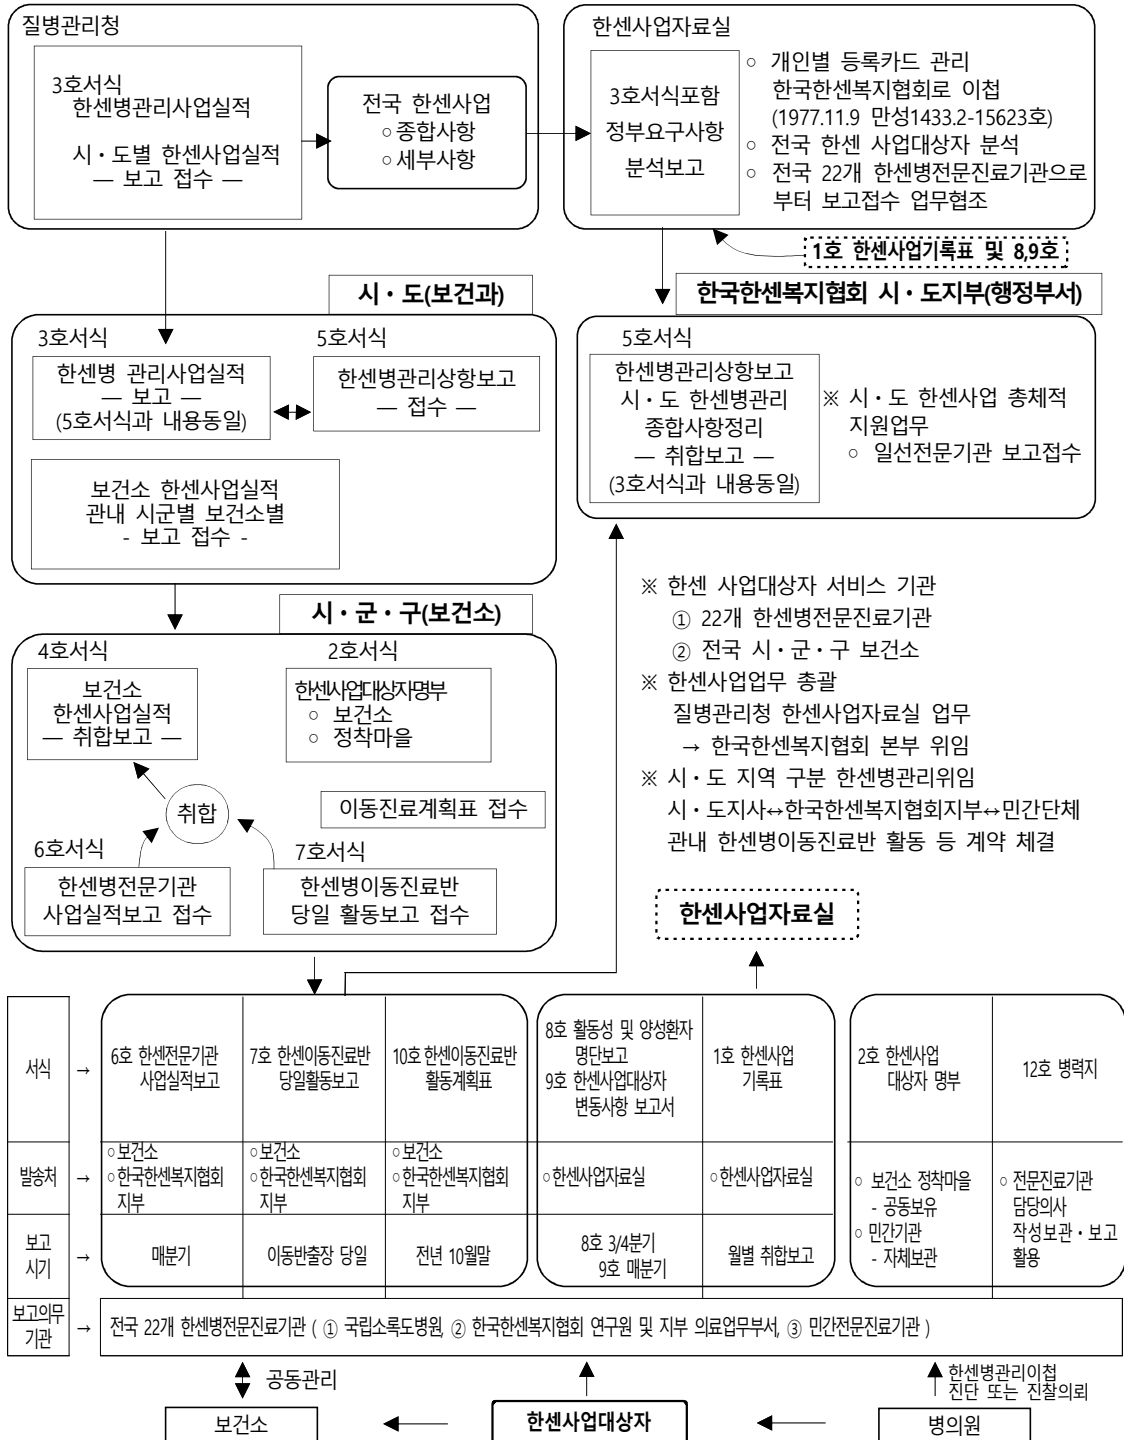 질병관리청
3호서식
한센병관리사업실적
시・도별 한센사업실적
― 보고 접수 ―
전국 한센사업
○종합사항
○세부사항
한센사업자료실
3호서식포함
정부요구사항
분석보고
○ 개인별 등록카드 관리
한국한센복지협회로 이첩
(1977.11.9 만성1433.2-15623호)
○ 전국 한센 사업대상자 분석
○ 전국 22개 한센병전문진료기관으로
부터 보고접수 업무협조
1호 한센사업기록표 및 8,9호
시・도(보건과)
3호서식
한센병 관리사업실적
― 보고 ―
(5호서식과 내용동일)
5호서식
한센병관리상항보고
― 접수 ―
보건소 한센사업실적
관내 시군별 보건소별
- 보고 접수 -
한국한센복지협회 시・도지부(행정부서)
5호서식
한센병관리상항보고
시・도 한센병관리
종합사항정리
― 취합보고 ―
(3호서식과 내용동일)
※ 시・도 한센사업 총체적
지원업무
○ 일선전문기관 보고접수
시・군・구(보건소)
4호서식
보건소
한센사업실적
― 취합보고 ―
2호서식
한센사업대상자명부
○ 보건소
○ 정착마을
취합
이동진료계획표 접수
6호서식
한센병전문기관
사업실적보고 접수
7호서식
한센병이동진료반
당일 활동보고 접수
※ 한센 사업대상자 서비스 기관
① 22개 한센병전문진료기관
② 전국 시・군・구 보건소
※ 한센사업업무 총괄
질병관리청 한센사업자료실 업무
→ 한국한센복지협회 본부 위임
※ 시・도 지역 구분 한센병관리위임
시・도지사↔한국한센복지협회지부↔민간단체
관내 한센병이동진료반 활동 등 계약 체결
한센사업자료실
서식 →
6호 한센전문기관
사업실적보고
7호 한센이동진료반
당일활동보고
10호 한센이동진료반
활동계획표
8호 활동성 및 양성환자
명단보고
9호 한센사업대상자
변동사항 보고서
1호 한센사업
기록표
2호 한센사업
대상자 명부
12호 병력지
발송처 →
○보건소
○한국한센복지협회
지부
○보건소
○한국한센복지협회
지부
○보건소
○한국한센복지협회
지부
○한센사업자료실
○한센사업자료실
○ 보건소 정착마을
- 공동보유
○ 민간기관
- 자체보관
○ 전문진료기관
담당의사
작성보관・보고
활용
보고
시기 →
매분기
이동반출장 당일
전년 10월말
8호 3/4분기
9호 매분기
월별 취합보고
보고의무
기관 →
전국 22개 한센병전문진료기관 ( ① 국립소록도병원, ② 한국한센복지협회 연구원 및 지부 의료업무부서, ③ 민간전문진료기관 )
공동관리
한센병관리이첩
진단 또는 진찰의뢰
보건소
한센사업대상자
병의원